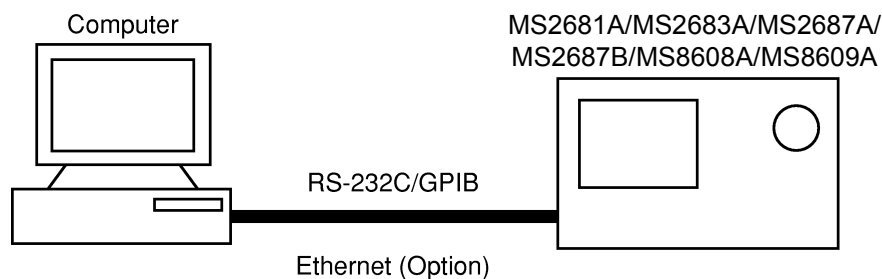 Computer
MS2681A/MS2683A/MS2687A/
MS2687B/MS8608A/MS8609A
RS-232C/GPIB
Ethernet (Option)